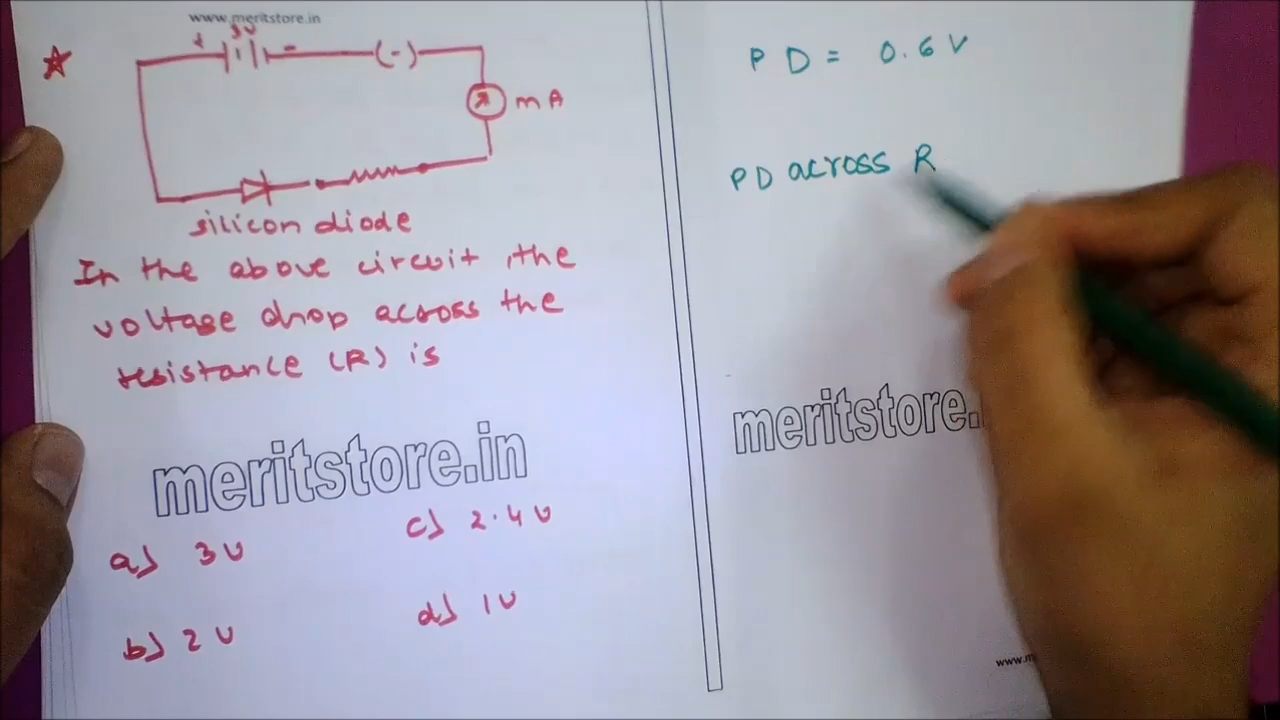 www.meritstore.in
3V
+ -
(-)
mA
silicon diode
In the above circuit, the
voltage drop across the
resistance (R) is
meritstore.in
a) 3V
c) 2.4V
b) 2V
d) 1V
PD = 0.6V
PD across R
meritstore.
www.